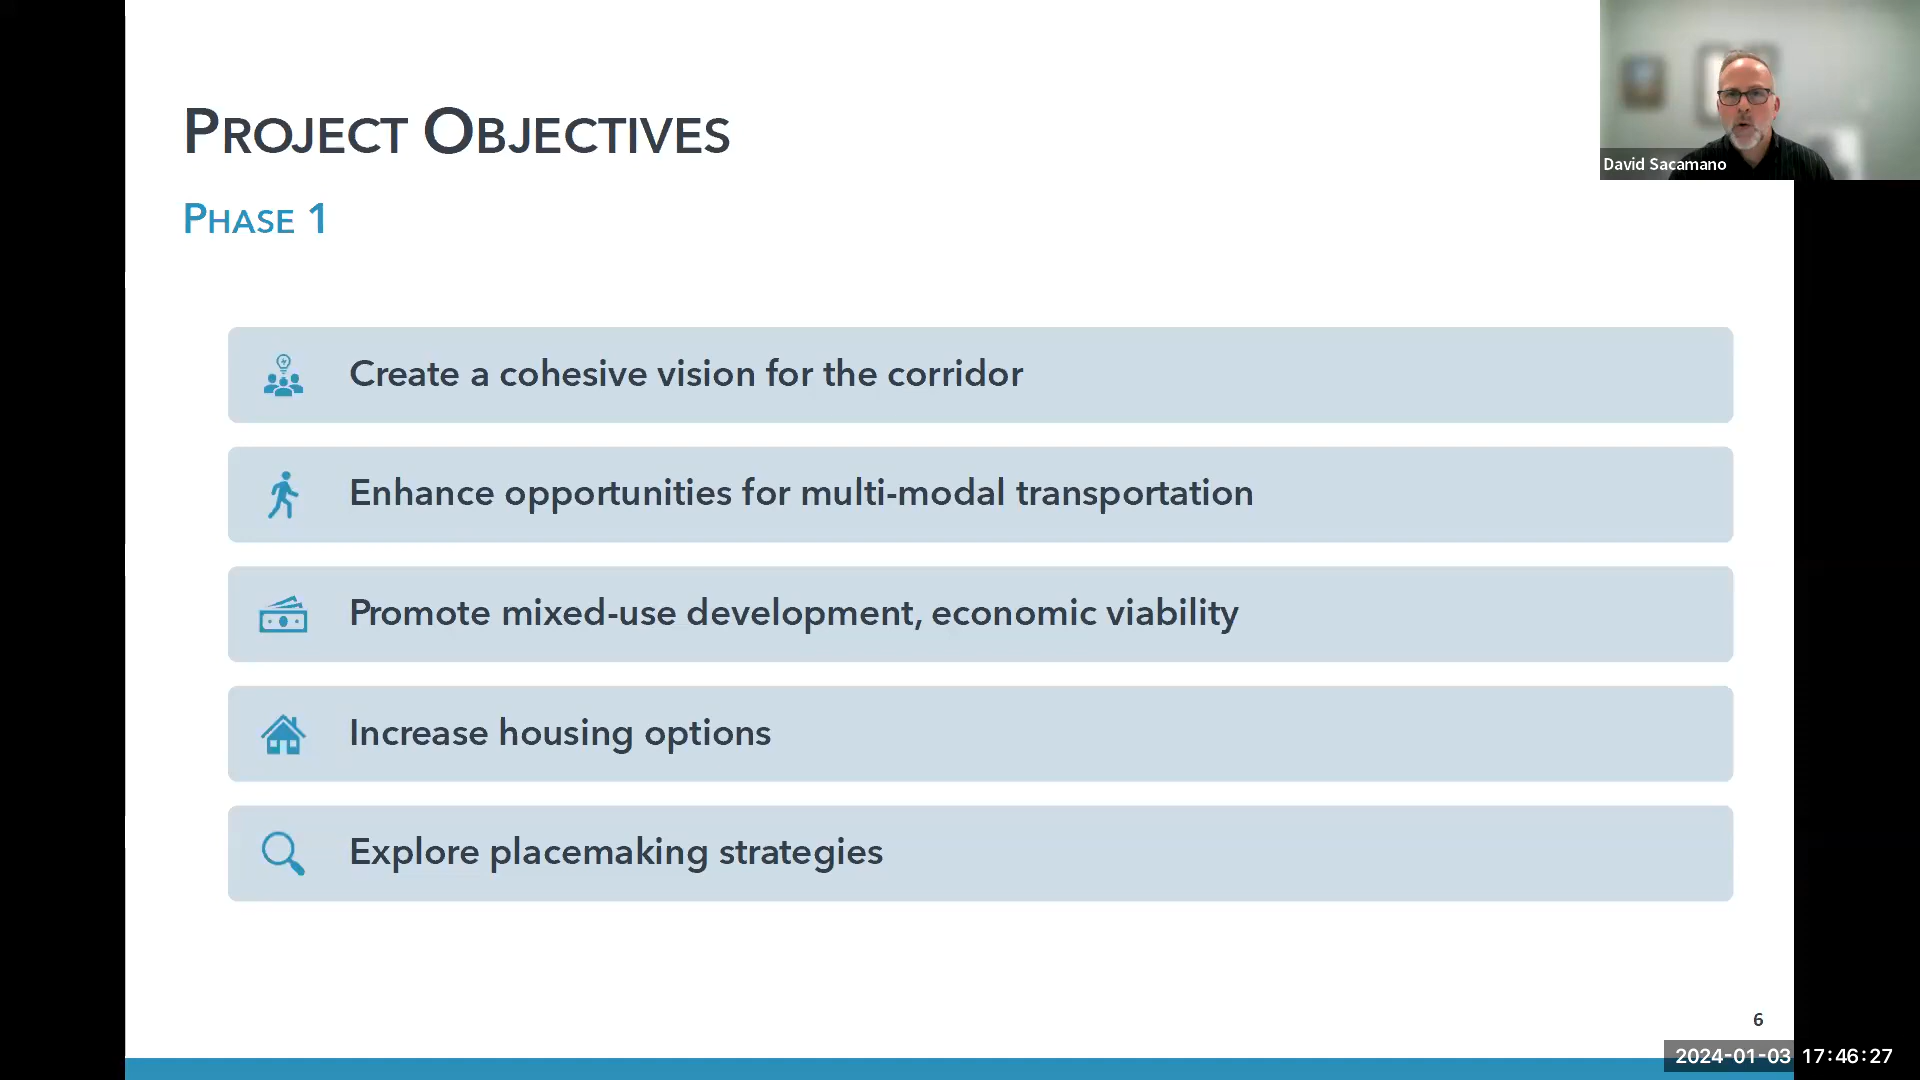 PROJECT OBJECTIVES
PHASE 1
David Sacamano
Create a cohesive vision for the corridor
Enhance opportunities for multi-modal transportation
Promote mixed-use development, economic viability
Increase housing options
Explore placemaking strategies
6
2024-01-03 17:46:27